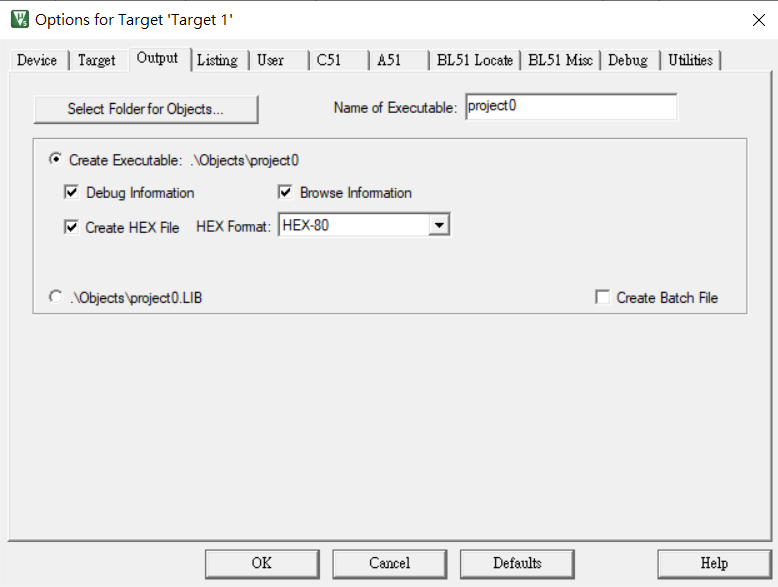 Options for Target 'Target 1'
Device Target Output Listing User C51 A51 BL51 Locate BL51 Misc Debug Utilities
Select Folder for Objects... Name of Executable: project0
Create Executable: .\Objects\project0
Debug Information Browse Information
Create HEX File HEX Format: HEX-80
.\Objects\project0.LIB Create Batch File
OK Cancel Defaults Help